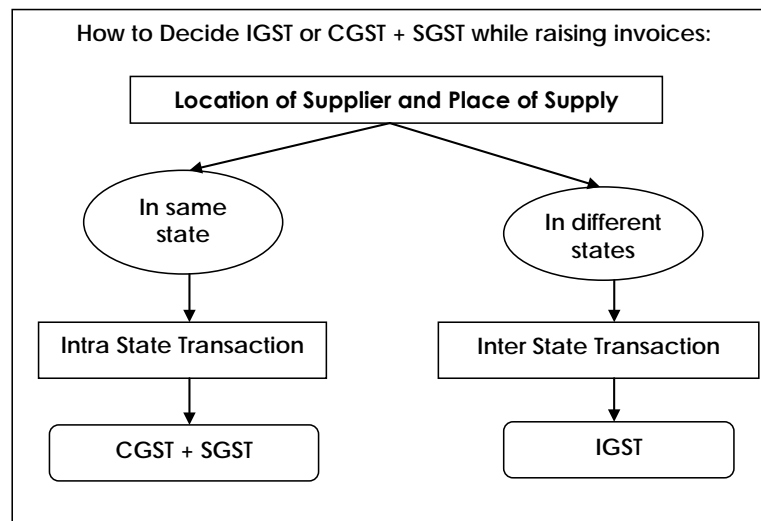 How to Decide IGST or CGST + SGST while raising invoices:
Location of Supplier and Place of Supply
In same
state
In different
states
Intra State Transaction
Inter State Transaction
CGST + SGST
IGST